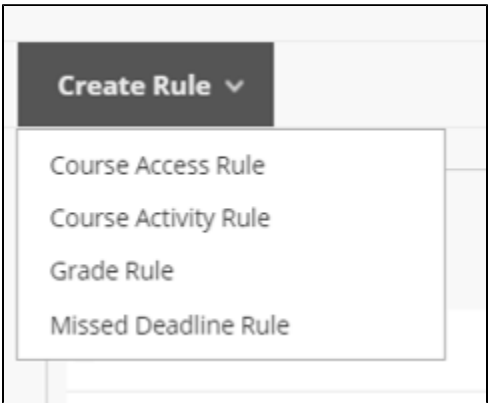 Create Rule
Course Access Rule
Course Activity Rule
Grade Rule
Missed Deadline Rule